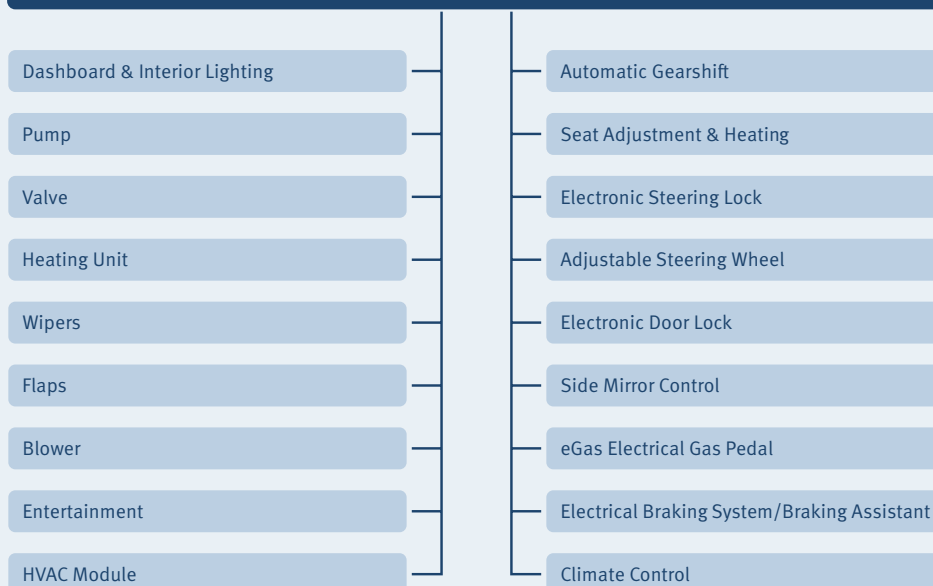 Dashboard & Interior Lighting
Pump
Valve
Heating Unit
Wipers
Flaps
Blower
Entertainment
HVAC Module
Automatic Gearshift
Seat Adjustment & Heating
Electronic Steering Lock
Adjustable Steering Wheel
Electronic Door Lock
Side Mirror Control
eGas Electrical Gas Pedal
Electrical Braking System/Braking Assistant
Climate Control